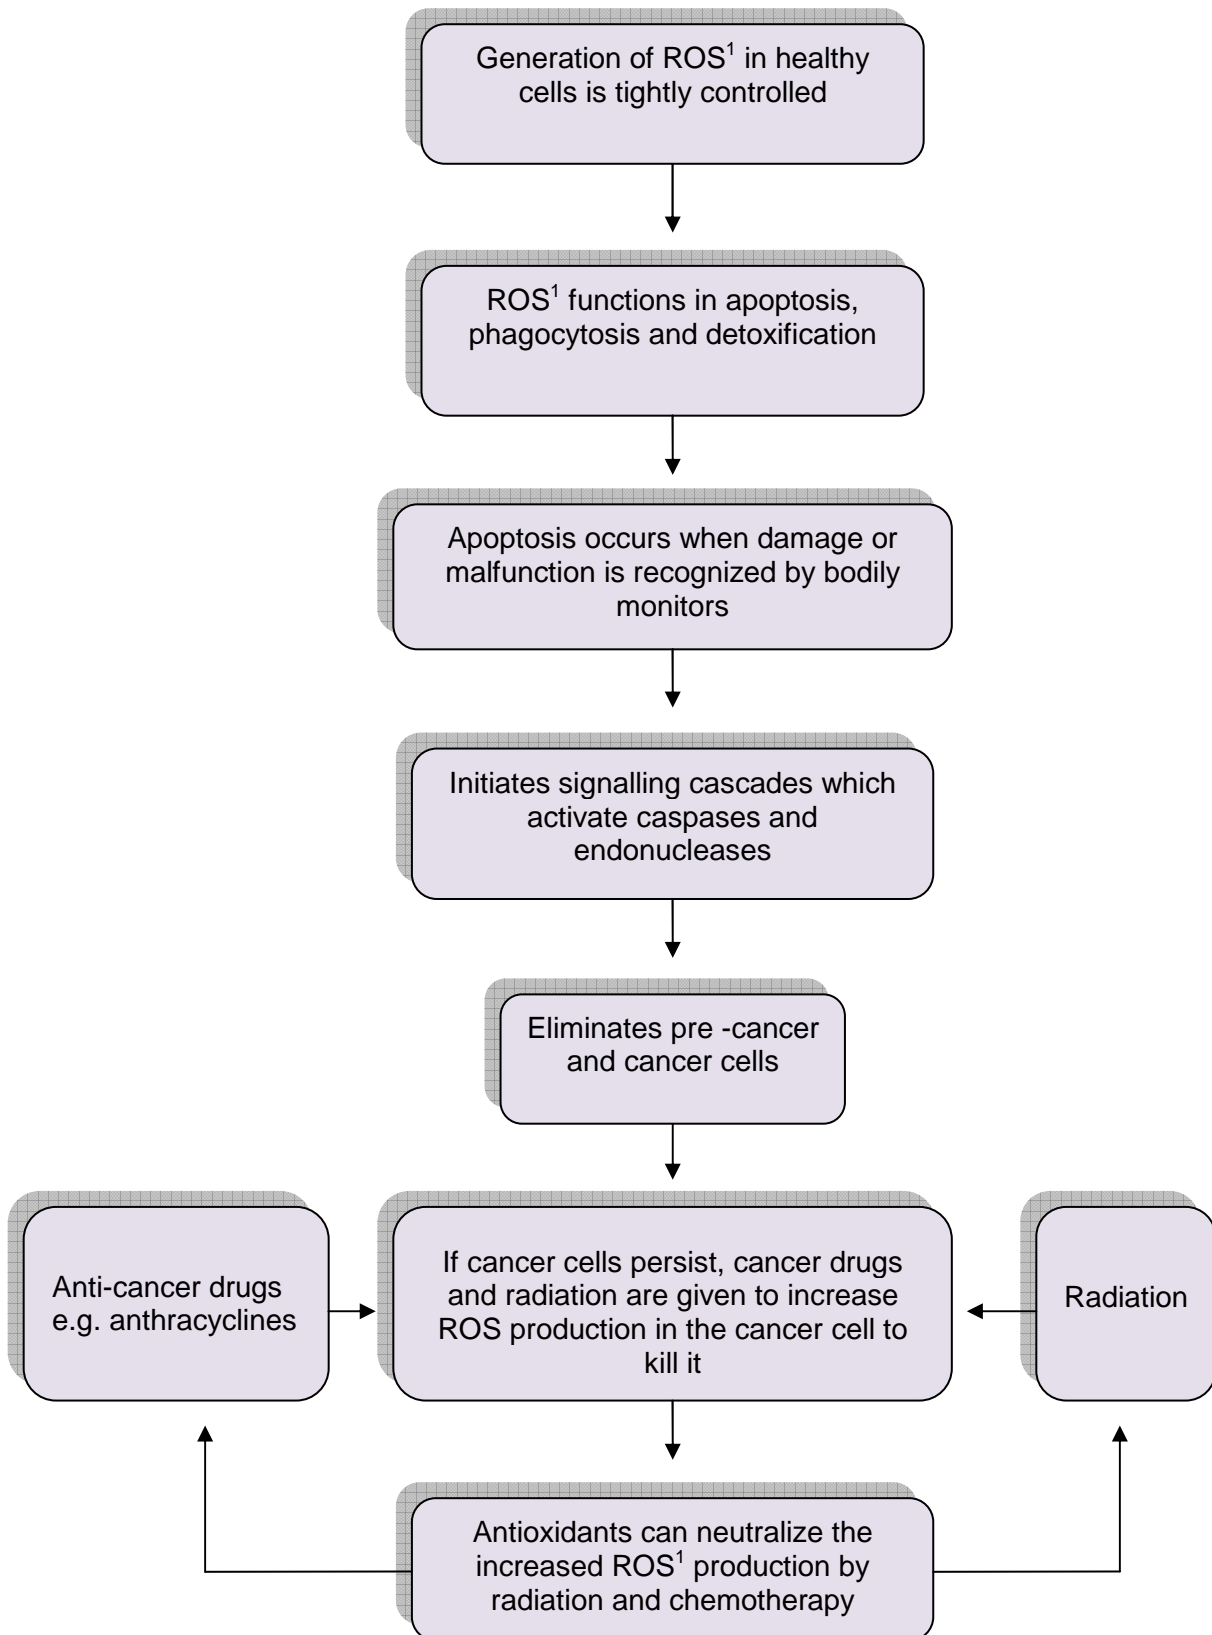 Generation of ROS¹ in healthy
cells is tightly controlled
ROS¹ functions in apoptosis,
phagocytosis and detoxification
Apoptosis occurs when damage or
malfunction is recognized by bodily
monitors
Initiates signalling cascades which
activate caspases and
endonucleases
Eliminates pre -cancer
and cancer cells
Anti-cancer drugs
e.g. anthracyclines
If cancer cells persist, cancer drugs
and radiation are given to increase
ROS production in the cancer cell to
kill it
Radiation
Antioxidants can neutralize the
increased ROS¹ production by
radiation and chemotherapy